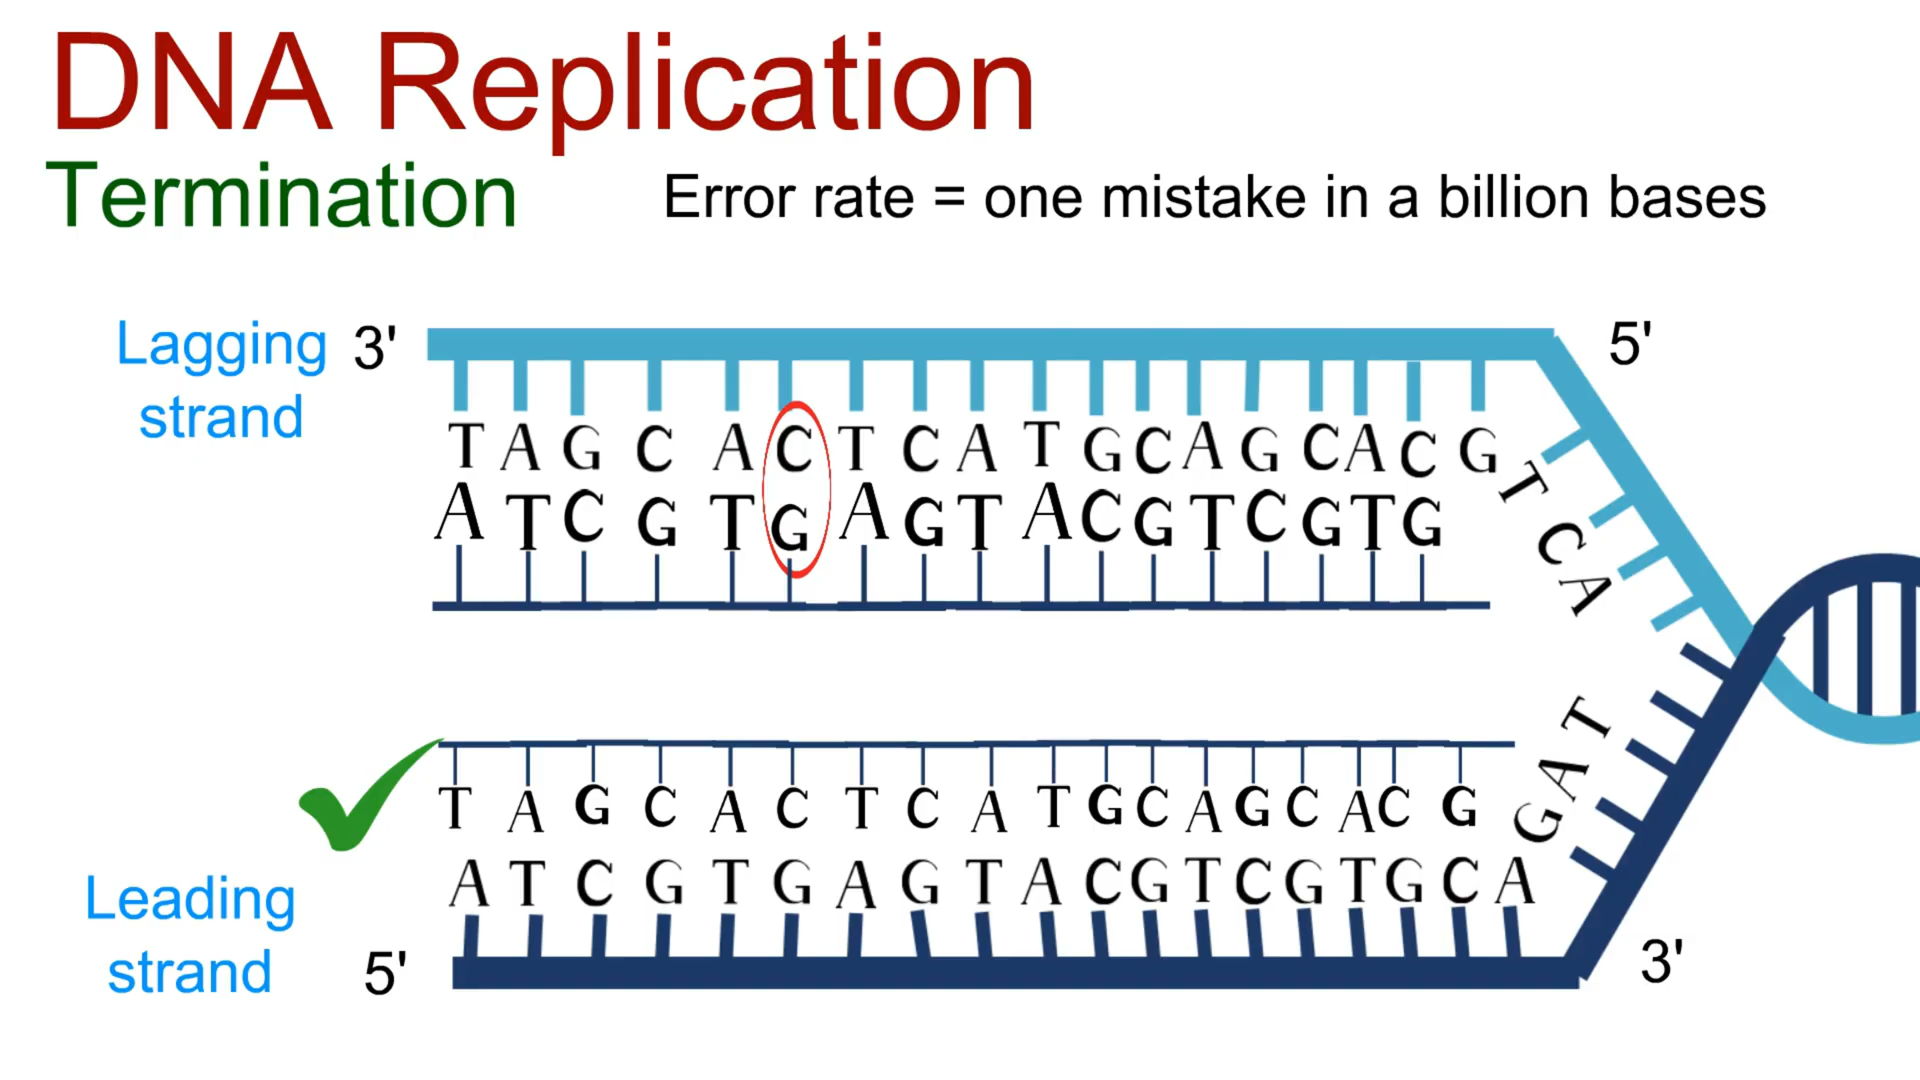 DNA Replication
Termination
Error rate = one mistake in a billion bases
Lagging
strand
3'
5'
T A G C A C T C A T G C A G C A C G T C A
A T C G T G A G T A C G T C G T G
T A G C A C T C A T G C A G C A C G
A T C G T G A G T A C G T C G T G C A G A T
Leading
strand
5'
3'